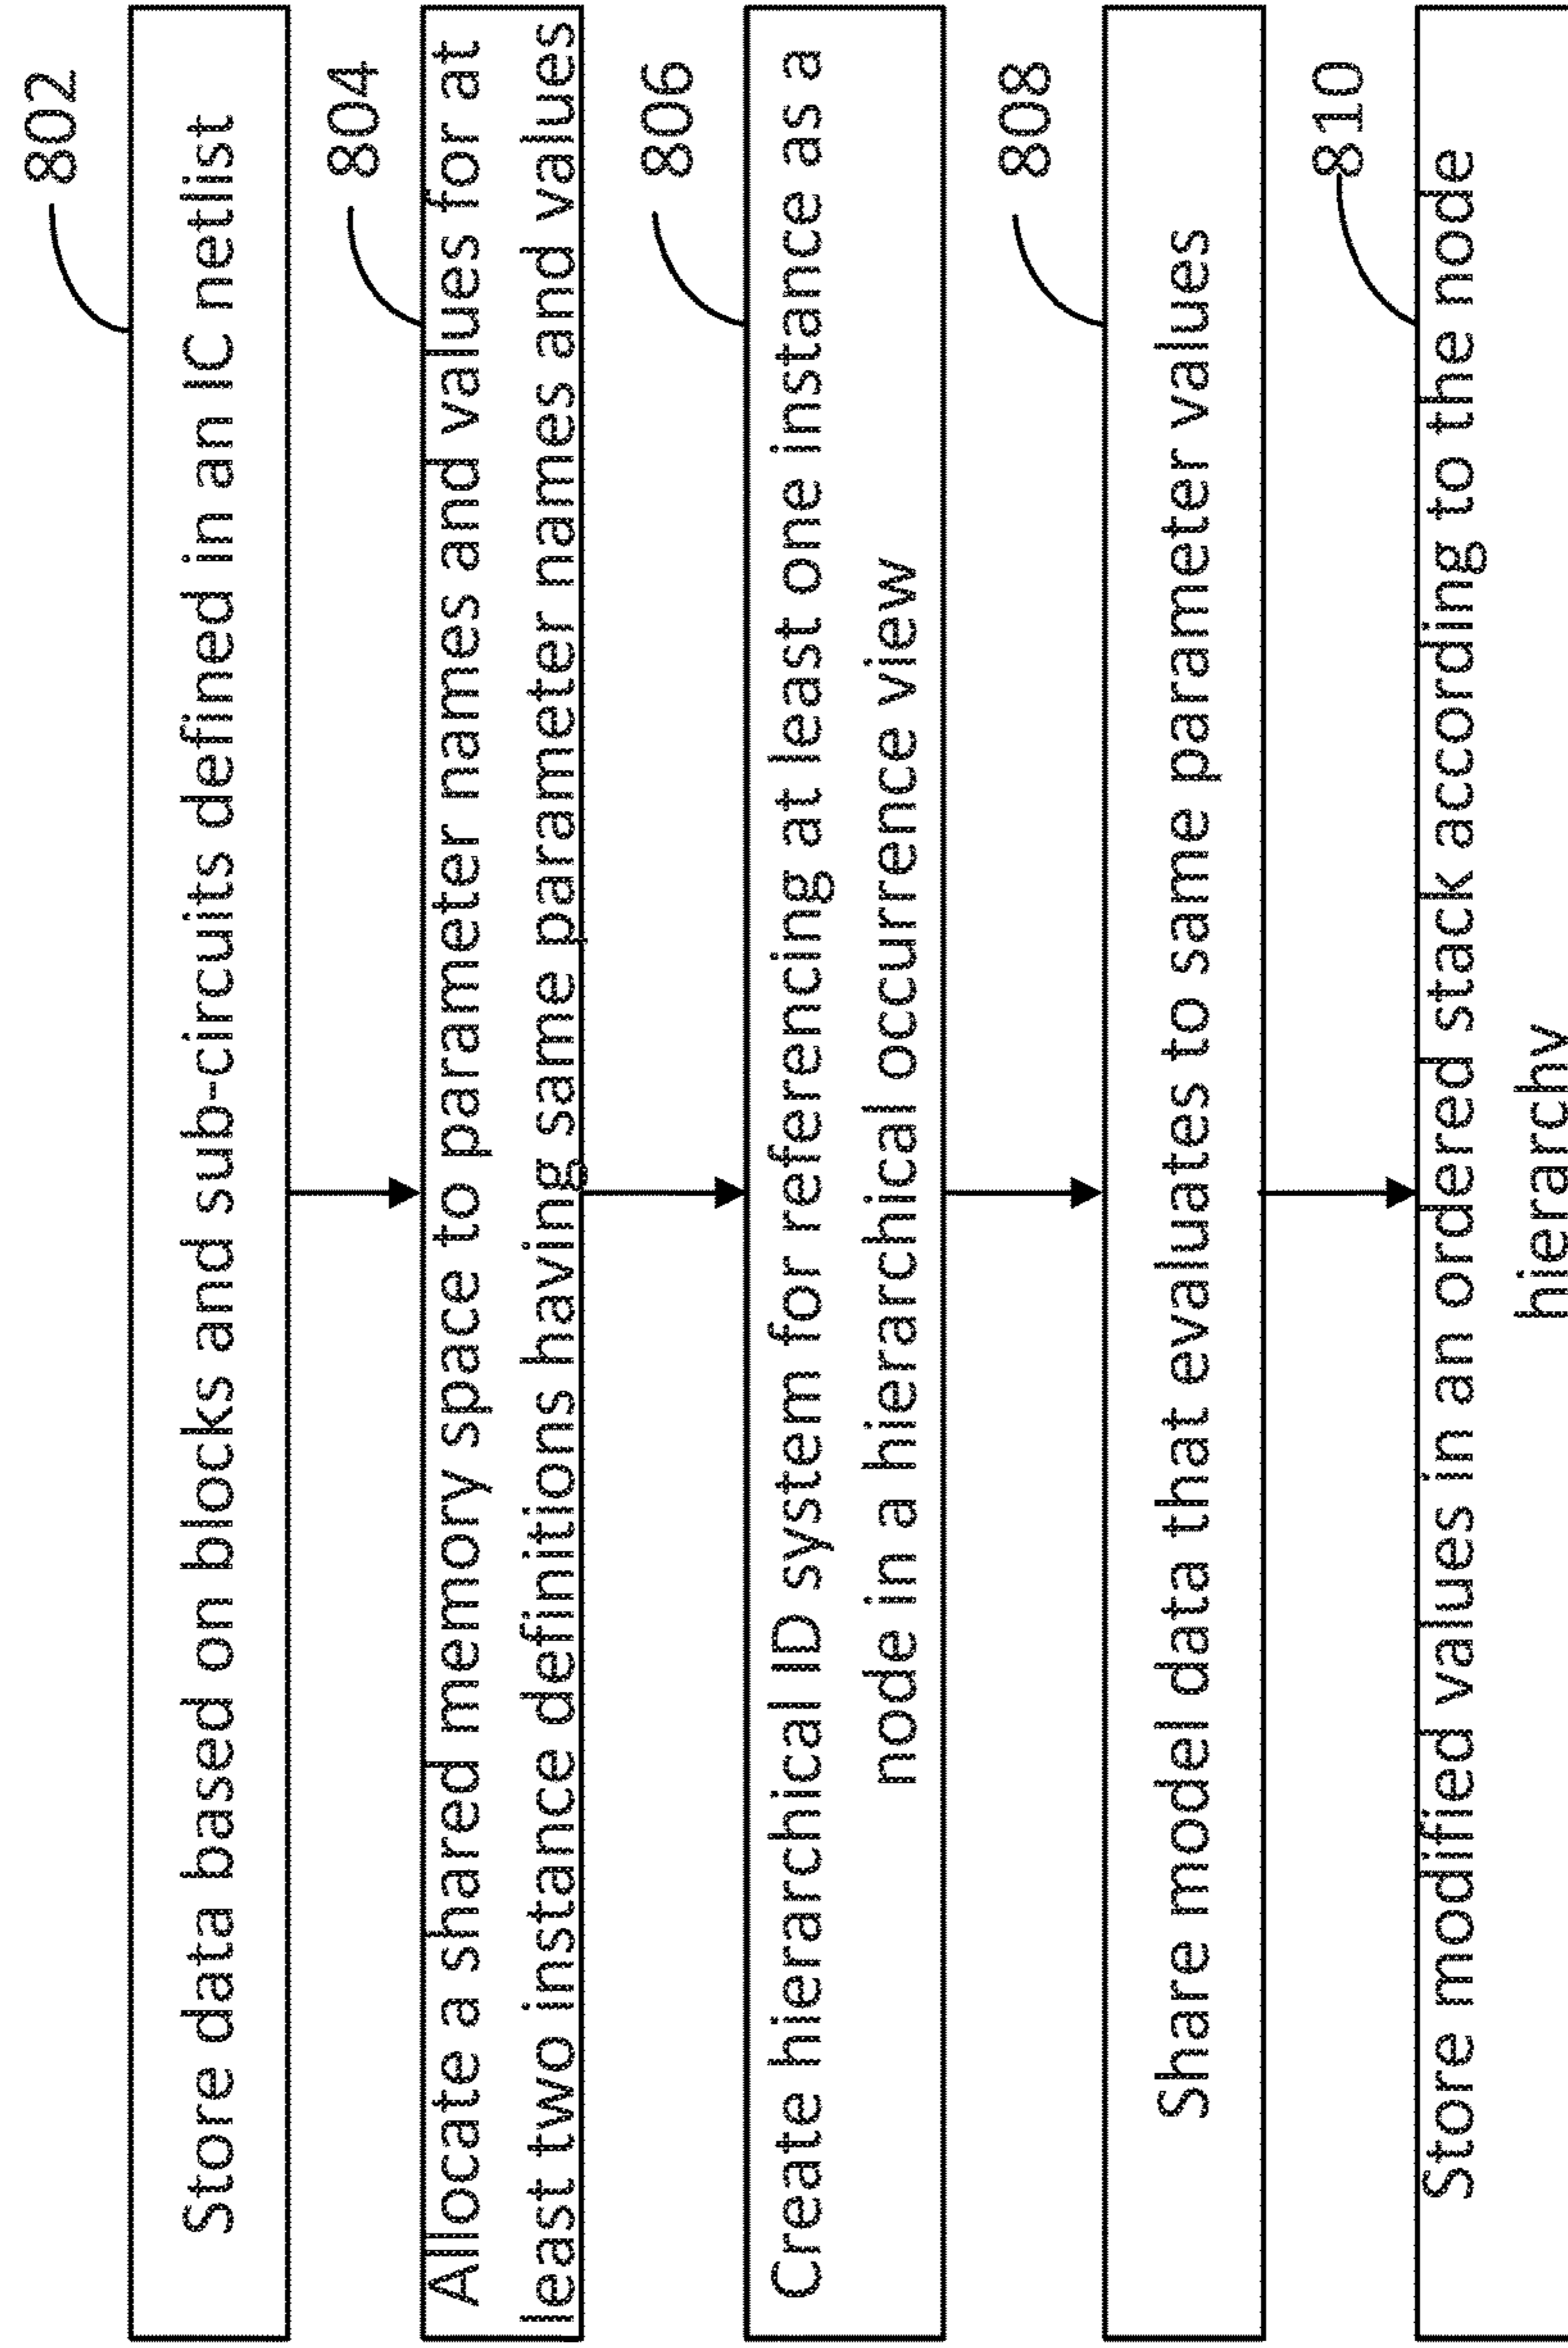 802
Store data based on blocks and sub-circuits defined in an IC netlist
804
Allocate a shared memory space to parameter names and values for at
least two instance definitions having same parameter names and values
806
Create hierarchical ID system for referencing at least one instance as a
node in a hierarchical occurrence view
808
Share model data that evaluates to same parameter values
810
Store modified values in an ordered stack according to the node
hierarchy